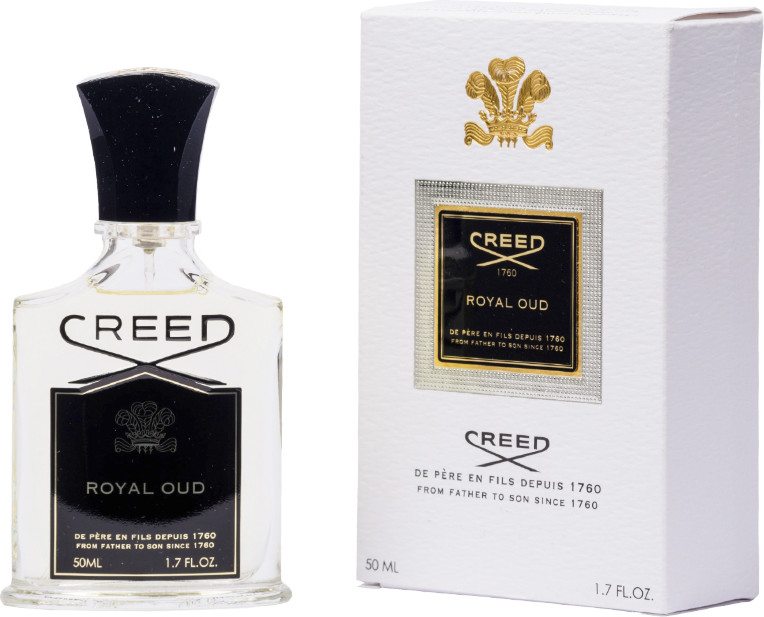 CREED
ROYAL OUD
DE PÈRE EN FILS DEPUIS 1760
FROM FATHER TO SON SINCE 1760
50ML 1.7 FL.OZ.
CREED
1760
ROYAL OUD
DE PÈRE EN FILS DEPUIS 1760
FROM FATHER TO SON SINCE 1760
CREED
DE PÈRE EN FILS DEPUIS 1760
FROM FATHER TO SON SINCE 1760
50 ML
1.7 FL.OZ.